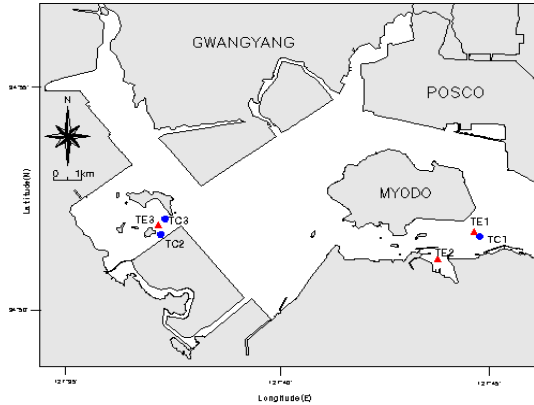 GWANGYANG
POSCO
N
0 1km
MYODO
TE3
TC3
TC2
TE1
TC1
TE2
Latitude(N)
Longitude(E)